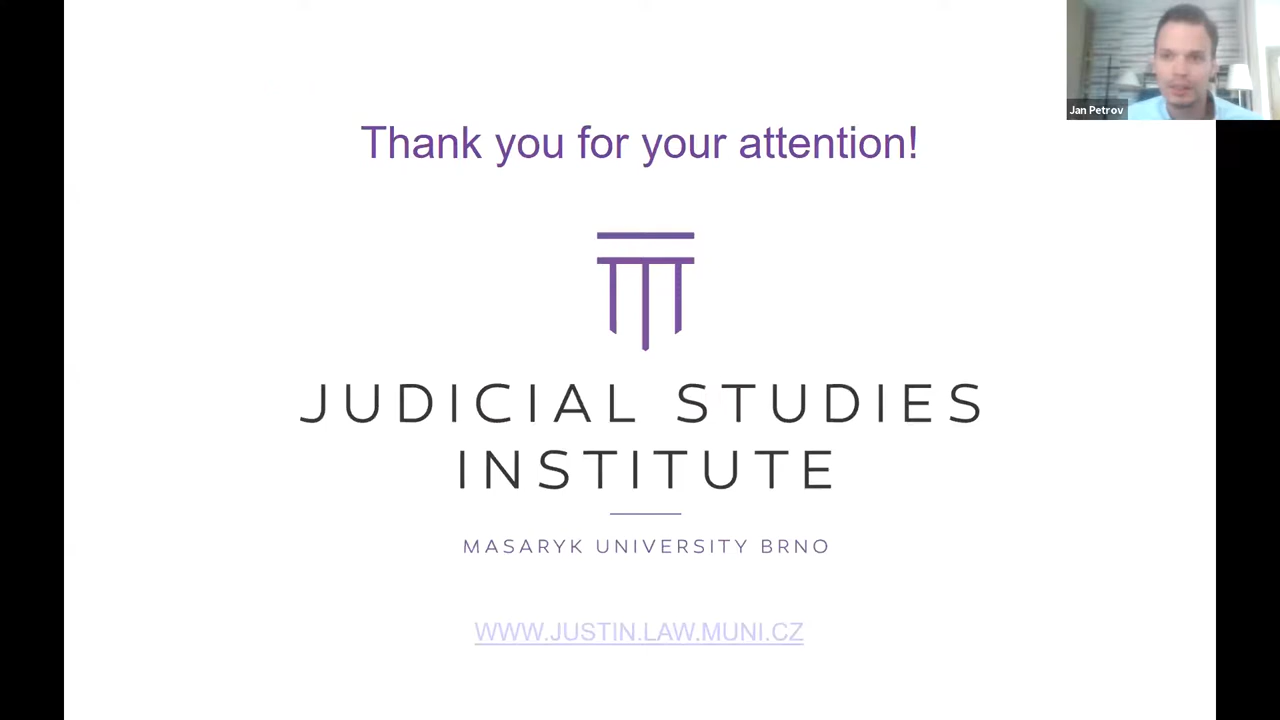 Thank you for your attention!
Jan Petrov
JUDICIAL STUDIES
INSTITUTE
MASARYK UNIVERSITY BRNO
WWW.JUSTIN.LAW.MUNI.CZ